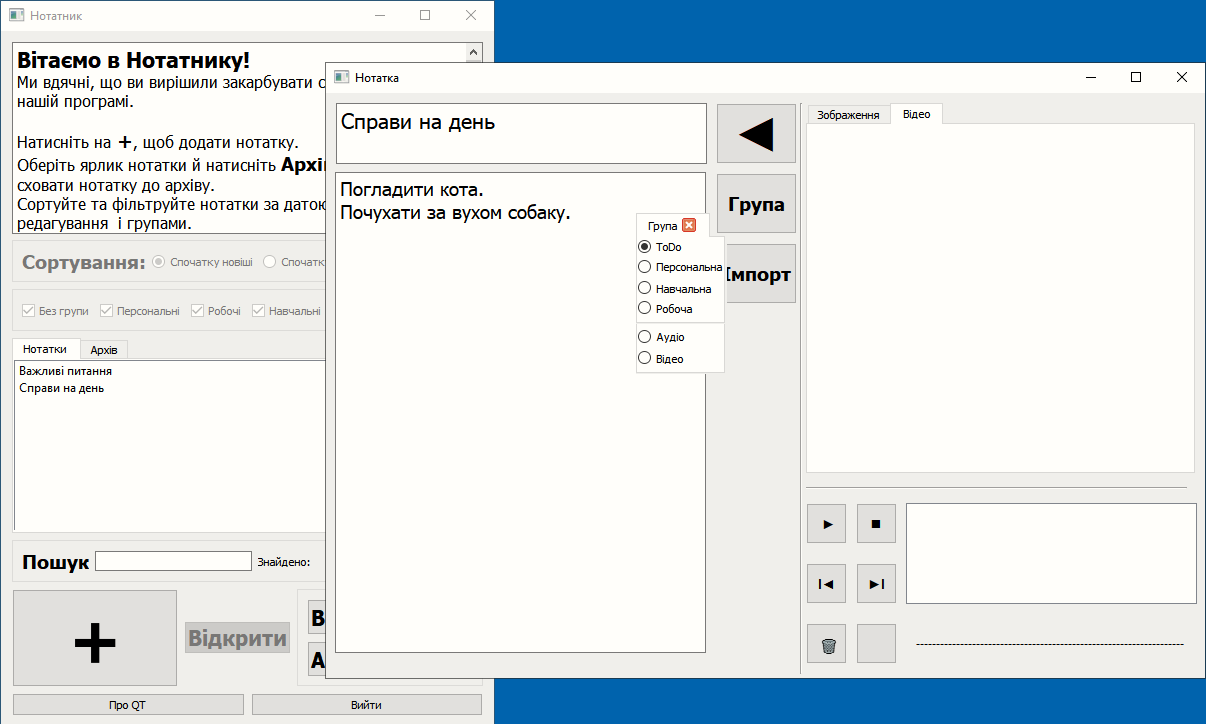 Нотатник
Вітаємо в Нотатнику!
Ми вдячні, що ви вирішили закарбувати
нашій програмі.
Натисніть на +, щоб додати нотатку.
Оберіть ярлик нотатки й натисніть
сховати нотатку до архіву.
Сортуйте та фільтруйте нотатки за датою
редагування і групами.
Сортування: Спочатку новіші
Без групи Персональні Робочі Навчальні
Нотатки Архів
Важливі питання
Справи на день
Пошук Знайдено:
+ Відкрити
Про QT Вийти
Нотатка
Справи на день
Погладити кота.
Почухати за вухом собаку.
Група
Імпорт
Група
ToDo
Персональна
Навчальна
Робоча
Аудіо
Відео
Зображення Відео